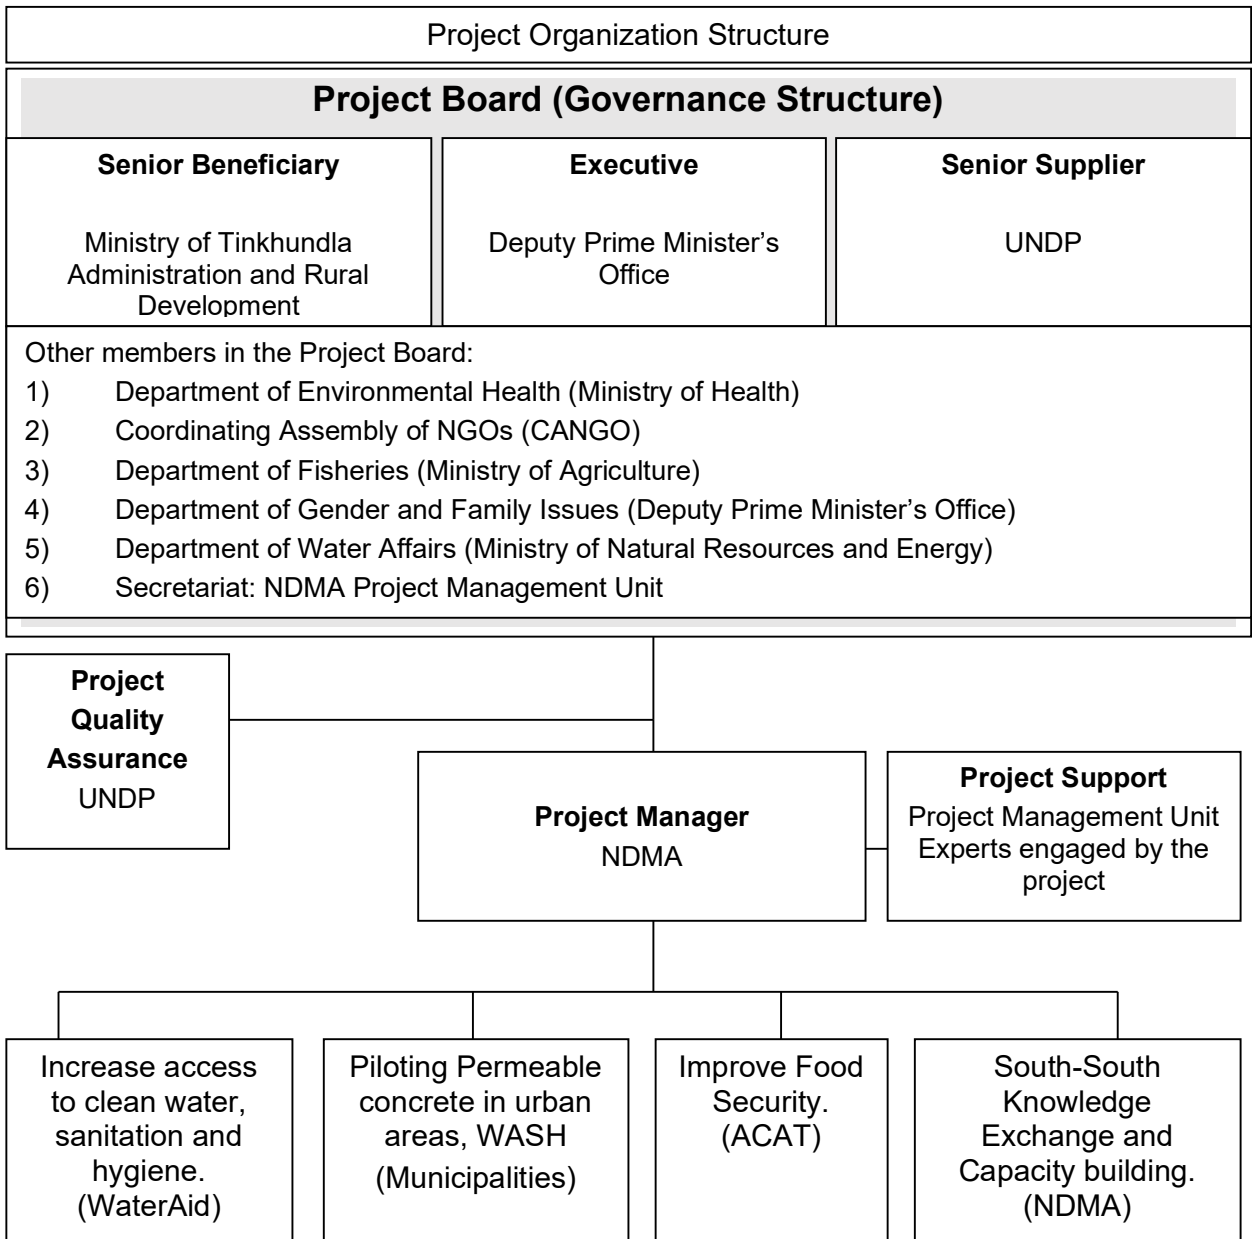 Project Organization Structure
Project Board (Governance Structure)
Senior Beneficiary
Ministry of Tinkhundla
Administration and Rural
Development
Executive
Deputy Prime Minister’s
Office
Senior Supplier
UNDP
Other members in the Project Board:
1) Department of Environmental Health (Ministry of Health)
2) Coordinating Assembly of NGOs (CANGO)
3) Department of Fisheries (Ministry of Agriculture)
4) Department of Gender and Family Issues (Deputy Prime Minister’s Office)
5) Department of Water Affairs (Ministry of Natural Resources and Energy)
6) Secretariat: NDMA Project Management Unit
Project
Quality
Assurance
UNDP
Project Manager
NDMA
Project Support
Project Management Unit
Experts engaged by the
project
Increase access
to clean water,
sanitation and
hygiene.
(WaterAid)
Piloting Permeable
concrete in urban
areas, WASH
(Municipalities)
Improve Food
Security.
(ACAT)
South-South
Knowledge
Exchange and
Capacity building.
(NDMA)